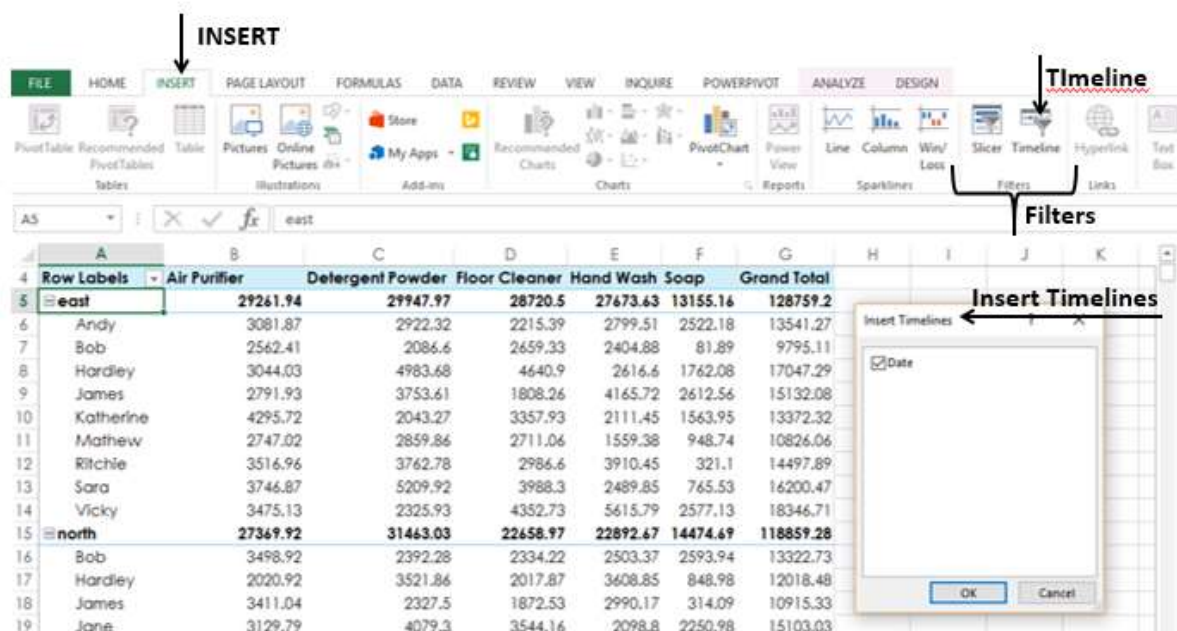 INSERT
TImeline
FILE HOME INSERT PAGE LAYOUT FORMULAS DATA REVIEW VIEW INQUIRE POWERPIVOT ANALYZE DESIGN
PivotTable Recommended PivotTables Table
Pictures Online Pictures
Store
My Apps
Recommended Charts
PivotChart
Power View
Line Column Win/Loss
Slicer Timeline
Hyperlink
Text Box
Tables Illustrations Add-ins Charts Reports Sparklines Filters Links
Filters
A5 fx east
A B C D E F G H I J K
4 Row Labels Air Purifier Detergent Powder Floor Cleaner Hand Wash Soap Grand Total
5 east 29261.94 29947.97 28720.5 27673.63 13155.16 128759.2
6 Andy 3081.87 2922.32 2215.39 2799.51 2522.18 13541.27
7 Bob 2562.41 2086.6 2659.33 2404.88 81.89 9795.11
8 Hardley 3044.03 4983.68 4640.9 2616.6 1762.08 17047.29
9 James 2791.93 3753.61 1808.26 4165.72 2612.56 15132.08
10 Katherine 4295.72 2043.27 3357.93 2111.45 1563.95 13372.32
11 Mathew 2747.02 2859.86 2711.06 1559.38 948.74 10826.06
12 Ritchie 3516.96 3762.78 2986.6 3910.45 321.1 14497.89
13 Sara 3746.87 5209.92 3988.3 2489.85 765.53 16200.47
14 Vicky 3475.13 2325.93 4352.73 5615.79 2577.13 18346.71
15 north 27369.92 31463.03 22658.97 22892.67 14474.69 118859.28
16 Bob 3498.92 2392.28 2334.22 2503.37 2593.94 13322.73
17 Hardley 2020.92 3521.86 2017.87 3608.85 848.98 12018.48
18 James 3411.04 2327.5 1872.53 2990.17 314.09 10915.33
19 Jane 3129.79 4079.3 3544.16 2098.8 2250.98 15103.03
Insert Timelines
Insert Timelines
Date
OK Cancel